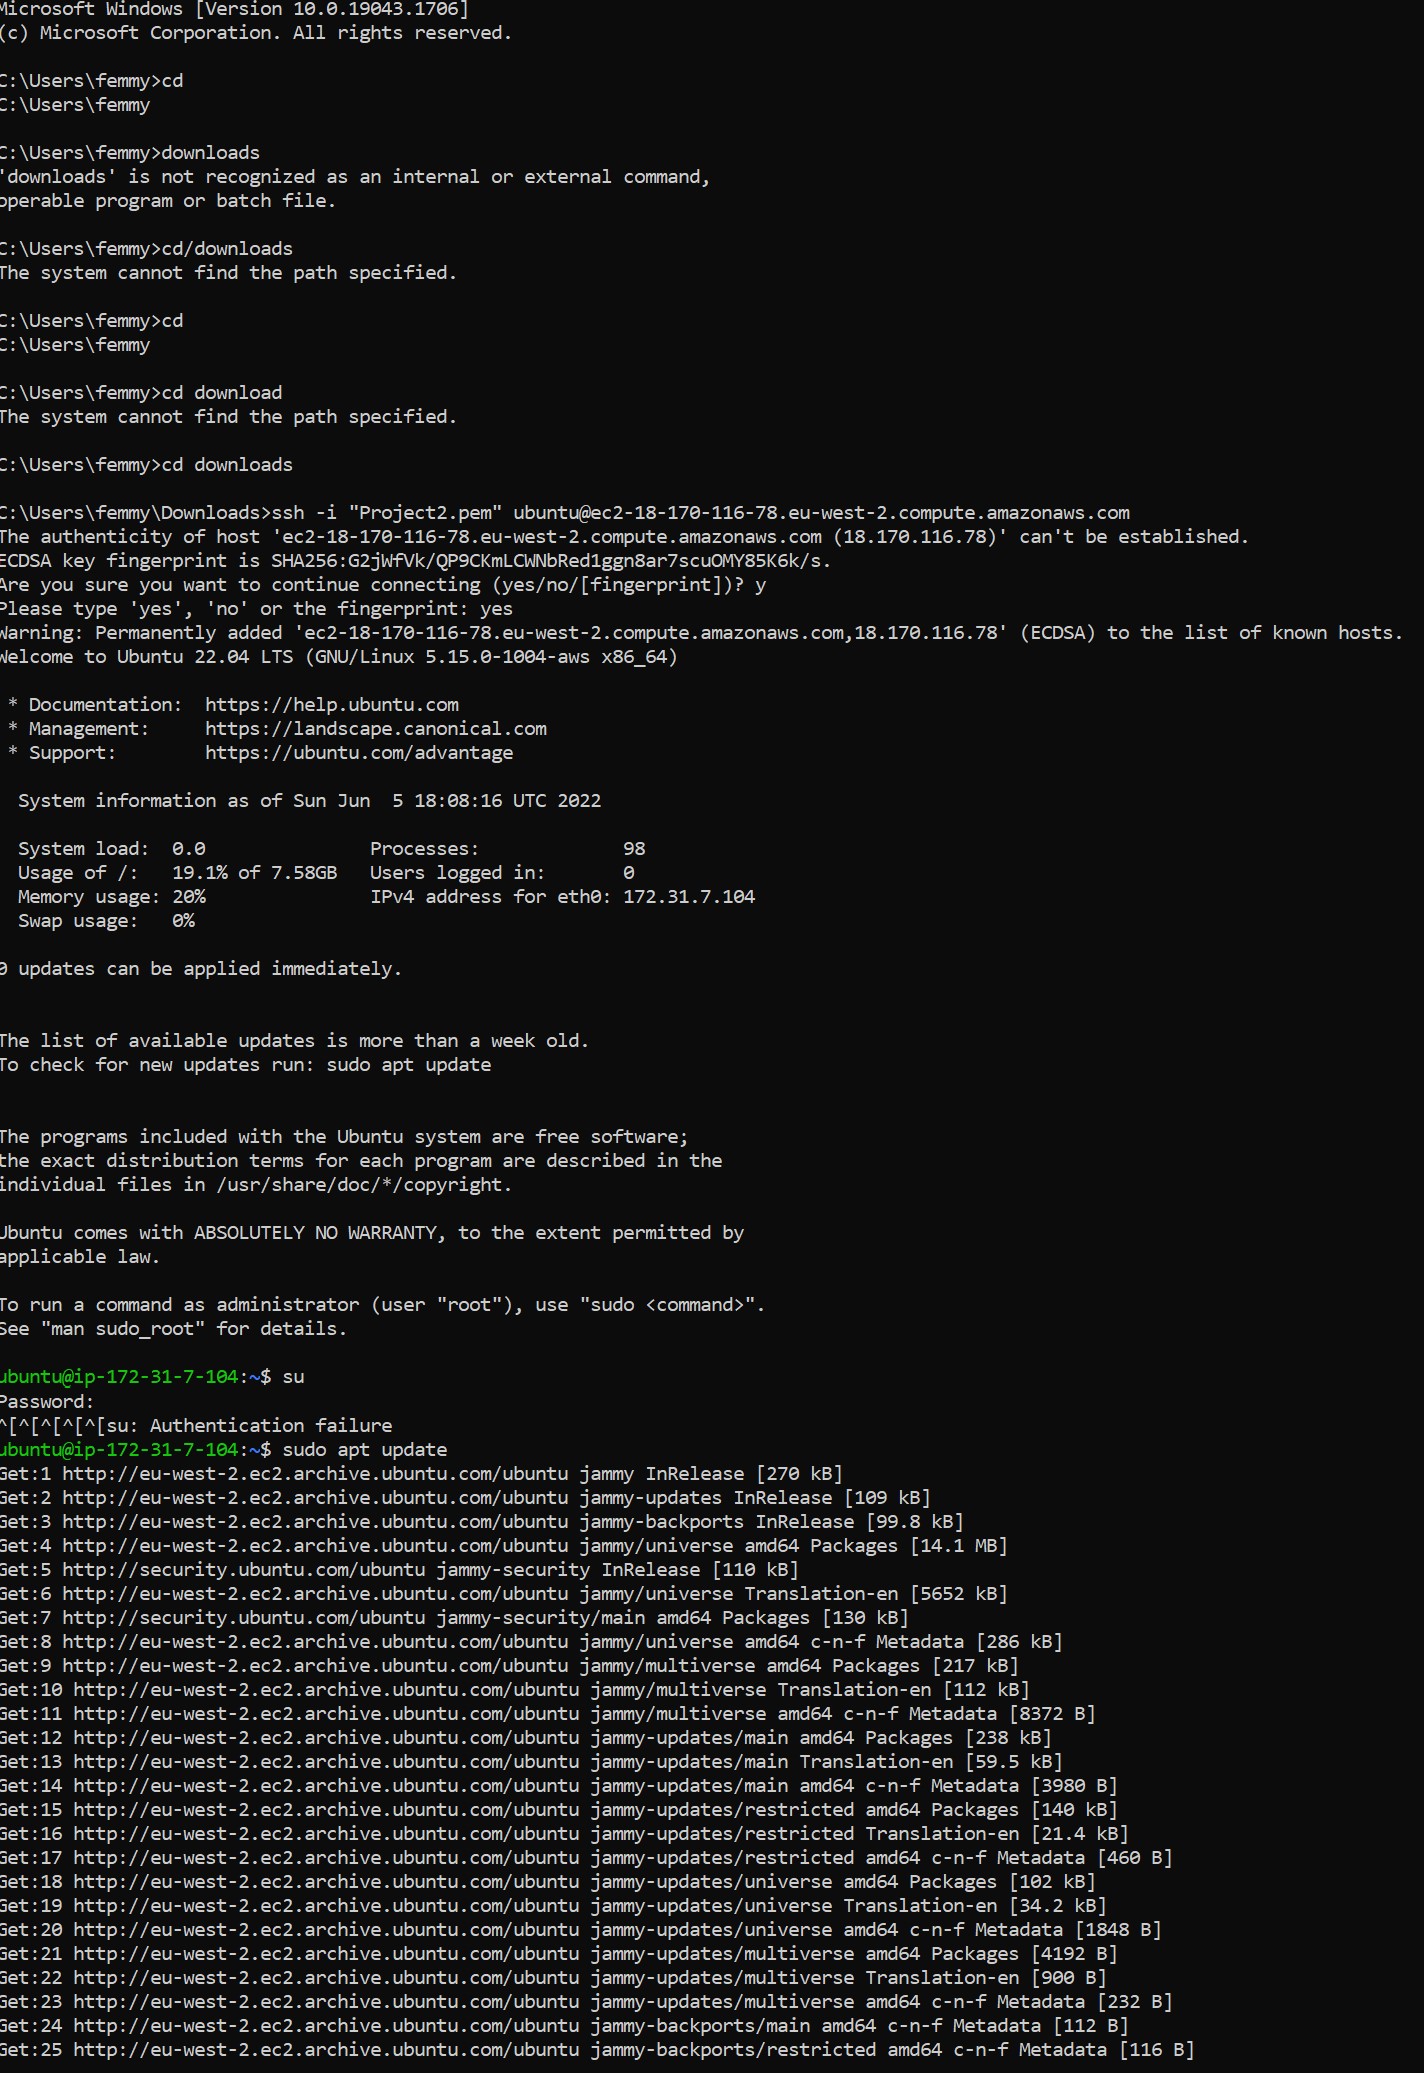 Microsoft Windows [Version 10.0.19043.1706]
(c) Microsoft Corporation. All rights reserved.
C:\Users\femmy>cd
C:\Users\femmy
C:\Users\femmy>downloads
'downloads' is not recognized as an internal or external command,
operable program or batch file.
C:\Users\femmy>cd/downloads
The system cannot find the path specified.
C:\Users\femmy>cd
C:\Users\femmy
C:\Users\femmy>cd download
The system cannot find the path specified.
C:\Users\femmy>cd downloads
C:\Users\femmy\Downloads>ssh -i "Project2.pem" ubuntu@ec2-18-170-116-78.eu-west-2.compute.amazonaws.com
The authenticity of host 'ec2-18-170-116-78.eu-west-2.compute.amazonaws.com (18.170.116.78)' can't be established.
ECDSA key fingerprint is SHA256:G2jWfVk/QP9CKmLCWNbRed1ggn8ar7scuOMY85K6k/s.
Are you sure you want to continue connecting (yes/no/[fingerprint])? y
Please type 'yes', 'no' or the fingerprint: yes
Warning: Permanently added 'ec2-18-170-116-78.eu-west-2.compute.amazonaws.com,18.170.116.78' (ECDSA) to the list of known hosts.
Welcome to Ubuntu 22.04 LTS (GNU/Linux 5.15.0-1004-aws x86_64)
* Documentation:  https://help.ubuntu.com
* Management:     https://landscape.canonical.com
* Support:        https://ubuntu.com/advantage
System information as of Sun Jun  5 18:08:16 UTC 2022
System load:  0.0               Processes:             98
Usage of /:   19.1% of 7.58GB   Users logged in:       0
Memory usage: 20%               IPv4 address for eth0: 172.31.7.104
Swap usage:   0%
0 updates can be applied immediately.
The list of available updates is more than a week old.
To check for new updates run: sudo apt update
The programs included with the Ubuntu system are free software;
the exact distribution terms for each program are described in the
individual files in /usr/share/doc/*/copyright.
Ubuntu comes with ABSOLUTELY NO WARRANTY, to the extent permitted by
applicable law.
To run a command as administrator (user "root"), use "sudo <command>".
See "man sudo_root" for details.
ubuntu@ip-172-31-7-104:~$ su
Password:
^[^[^[^[^[su: Authentication failure
ubuntu@ip-172-31-7-104:~$ sudo apt update
Get:1 http://eu-west-2.ec2.archive.ubuntu.com/ubuntu jammy InRelease [270 kB]
Get:2 http://eu-west-2.ec2.archive.ubuntu.com/ubuntu jammy-updates InRelease [109 kB]
Get:3 http://eu-west-2.ec2.archive.ubuntu.com/ubuntu jammy-backports InRelease [99.8 kB]
Get:4 http://eu-west-2.ec2.archive.ubuntu.com/ubuntu jammy/universe amd64 Packages [14.1 MB]
Get:5 http://security.ubuntu.com/ubuntu jammy-security InRelease [110 kB]
Get:6 http://eu-west-2.ec2.archive.ubuntu.com/ubuntu jammy/universe Translation-en [5652 kB]
Get:7 http://security.ubuntu.com/ubuntu jammy-security/main amd64 Packages [130 kB]
Get:8 http://eu-west-2.ec2.archive.ubuntu.com/ubuntu jammy/universe amd64 c-n-f Metadata [286 kB]
Get:9 http://eu-west-2.ec2.archive.ubuntu.com/ubuntu jammy/multiverse amd64 Packages [217 kB]
Get:10 http://eu-west-2.ec2.archive.ubuntu.com/ubuntu jammy/multiverse Translation-en [112 kB]
Get:11 http://eu-west-2.ec2.archive.ubuntu.com/ubuntu jammy/multiverse amd64 c-n-f Metadata [8372 B]
Get:12 http://eu-west-2.ec2.archive.ubuntu.com/ubuntu jammy-updates/main amd64 Packages [238 kB]
Get:13 http://eu-west-2.ec2.archive.ubuntu.com/ubuntu jammy-updates/main Translation-en [59.5 kB]
Get:14 http://eu-west-2.ec2.archive.ubuntu.com/ubuntu jammy-updates/main amd64 c-n-f Metadata [3980 B]
Get:15 http://eu-west-2.ec2.archive.ubuntu.com/ubuntu jammy-updates/restricted amd64 Packages [140 kB]
Get:16 http://eu-west-2.ec2.archive.ubuntu.com/ubuntu jammy-updates/restricted Translation-en [21.4 kB]
Get:17 http://eu-west-2.ec2.archive.ubuntu.com/ubuntu jammy-updates/restricted amd64 c-n-f Metadata [460 B]
Get:18 http://eu-west-2.ec2.archive.ubuntu.com/ubuntu jammy-updates/universe amd64 Packages [102 kB]
Get:19 http://eu-west-2.ec2.archive.ubuntu.com/ubuntu jammy-updates/universe Translation-en [34.2 kB]
Get:20 http://eu-west-2.ec2.archive.ubuntu.com/ubuntu jammy-updates/universe amd64 c-n-f Metadata [1848 B]
Get:21 http://eu-west-2.ec2.archive.ubuntu.com/ubuntu jammy-updates/multiverse amd64 Packages [4192 B]
Get:22 http://eu-west-2.ec2.archive.ubuntu.com/ubuntu jammy-updates/multiverse Translation-en [900 B]
Get:23 http://eu-west-2.ec2.archive.ubuntu.com/ubuntu jammy-updates/multiverse amd64 c-n-f Metadata [232 B]
Get:24 http://eu-west-2.ec2.archive.ubuntu.com/ubuntu jammy-backports/main amd64 c-n-f Metadata [112 B]
Get:25 http://eu-west-2.ec2.archive.ubuntu.com/ubuntu jammy-backports/restricted amd64 c-n-f Metadata [116 B]